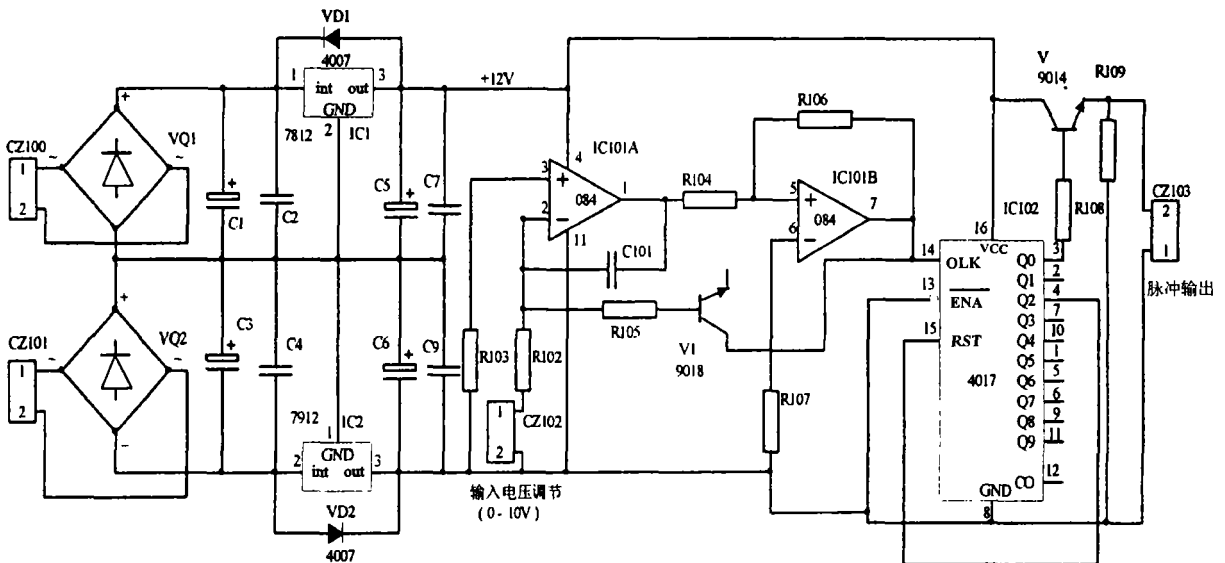 VD1
4007
1
int out
3
GND
2
7812
IC1
+12V
V
9014
R109
+
VQ1
~
~
CZ100
1
2
+
C1
C2
C5
+
C7
R106
IC101A
3
+
4
084
1
2
−
11
R104
IC101B
5
+
084
7
6
−
IC102
R108
CZ103
2
1
脉冲输出
16
VCC
14
OLK
13
ENA
15
RST
4017
Q0
3
Q1
2
Q2
4
Q3
7
Q4
10
Q5
1
Q6
5
Q7
6
Q8
9
Q9
11
CO
12
GND
8
C101
R105
V1
9018
R103
R102
R107
CZ102
1
2
输入电压调节
(0-10V)
+
VQ2
~
~
−
CZ101
1
2
C3
+
C4
C6
+
C9
7912
1
IC2
GND
2
int out
3
VD2
4007